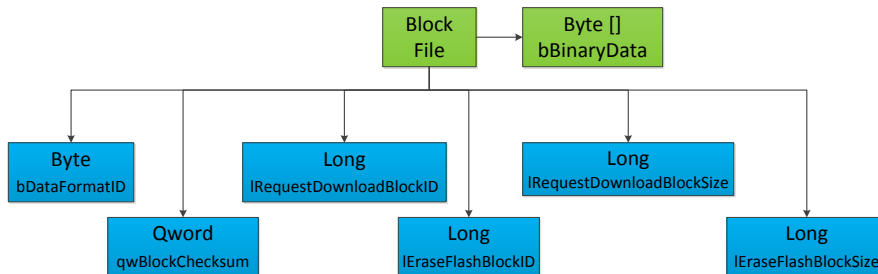 Block
File
Byte []
bBinaryData
Byte
bDataFormatID
Long
lRequestDownloadBlockID
Long
lRequestDownloadBlockSize
Qword
qwBlockChecksum
Long
lEraseFlashBlockID
Long
lEraseFlashBlockSize